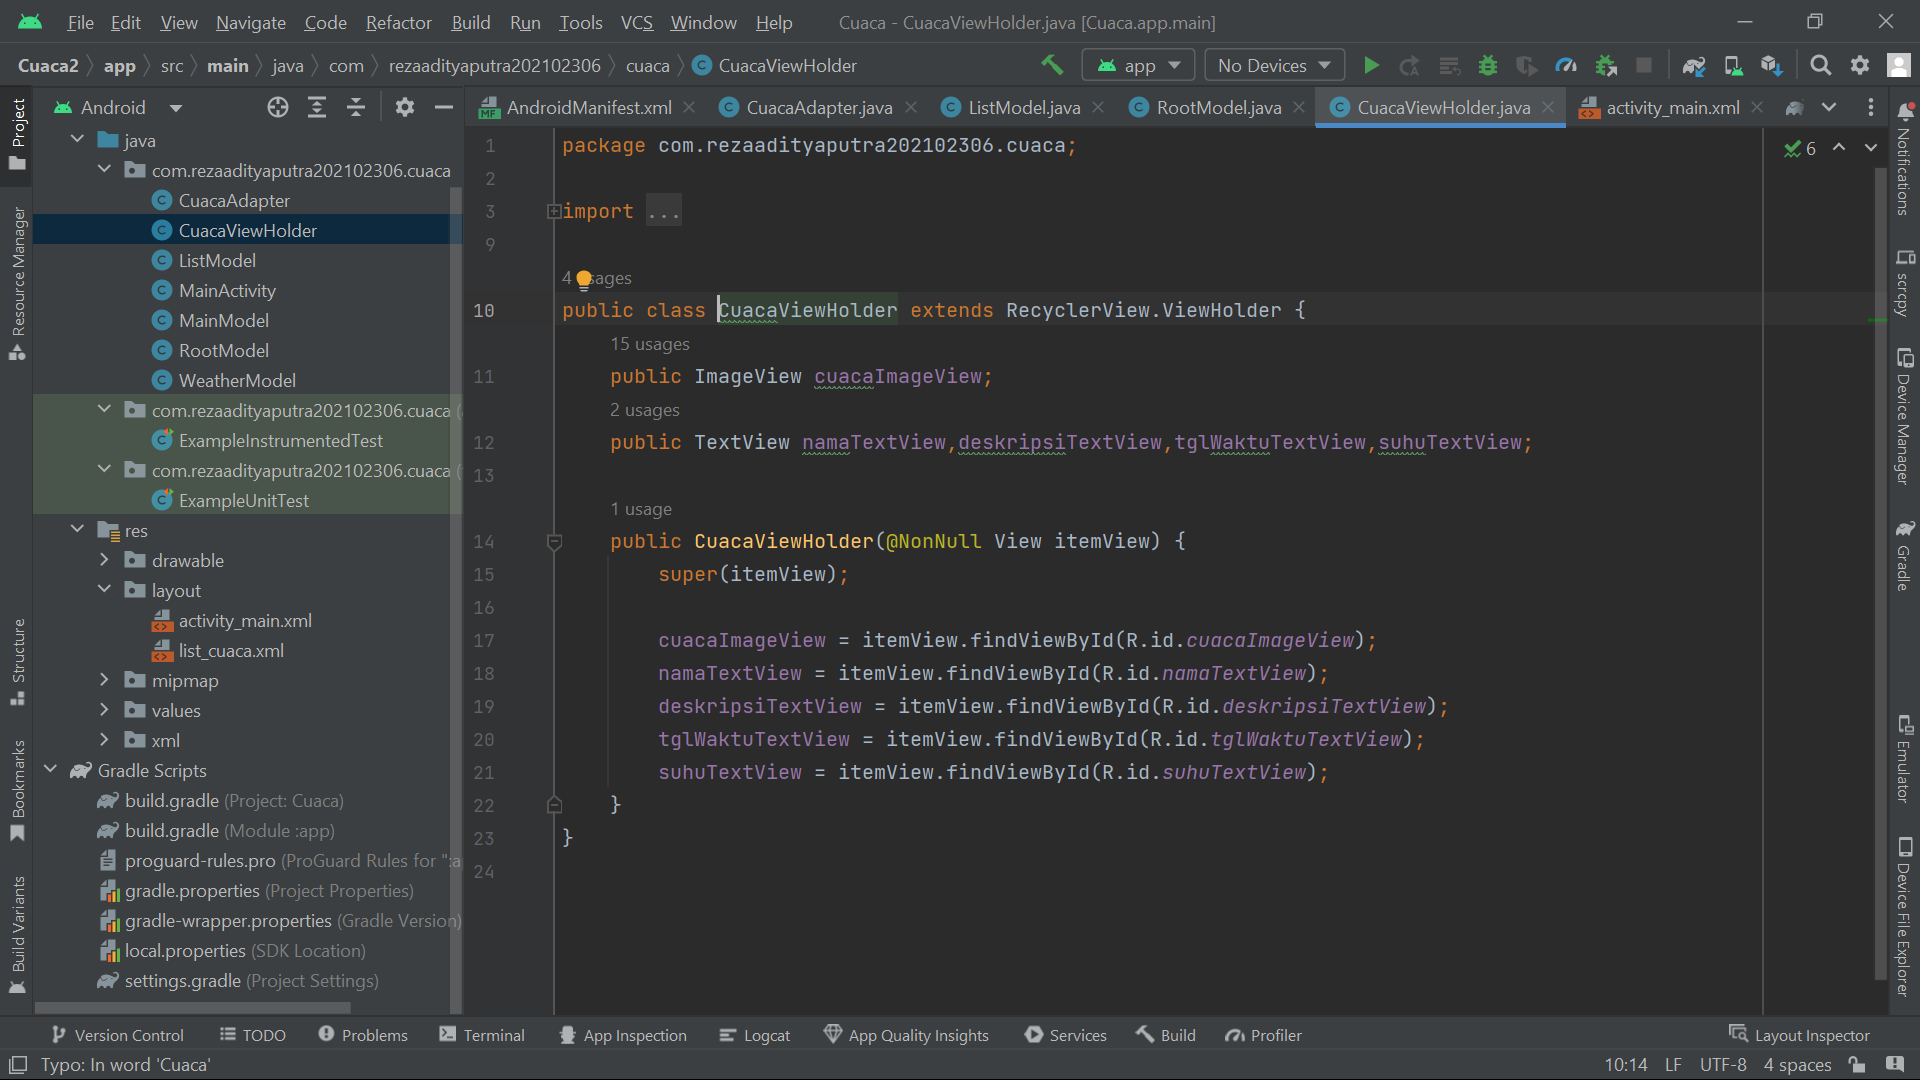 File Edit View Navigate Code Refactor Build Run Tools VCS Window Help Cuaca - CuacaViewHolder.java [Cuaca.app.main]
Cuaca2 app src main java com rezaadityaputra202102306 cuaca CuacaViewHolder app No Devices
Project
Android
AndroidManifest.xml CuacaAdapter.java ListModel.java RootModel.java CuacaViewHolder.java activity_main.xml
java
com.rezaadityaputra202102306.cuaca
CuacaAdapter
CuacaViewHolder
ListModel
MainActivity
MainModel
RootModel
WeatherModel
com.rezaadityaputra202102306.cuaca
ExampleInstrumentedTest
com.rezaadityaputra202102306.cuaca
ExampleUnitTest
res
drawable
layout
activity_main.xml
list_cuaca.xml
mipmap
values
xml
Gradle Scripts
build.gradle (Project: Cuaca)
build.gradle (Module :app)
proguard-rules.pro (ProGuard Rules for ":a
gradle.properties (Project Properties)
gradle-wrapper.properties (Gradle Version)
local.properties (SDK Location)
settings.gradle (Project Settings)
Resource Manager
Structure
Bookmarks
Build Variants
1 package com.rezaadityaputra202102306.cuaca;
2
3 import ...
9
4 usages
10 public class CuacaViewHolder extends RecyclerView.ViewHolder {
15 usages
11 public ImageView cuacaImageView;
2 usages
12 public TextView namaTextView,deskripsiTextView,tglWaktuTextView,suhuTextView;
13
1 usage
14 public CuacaViewHolder(@NonNull View itemView) {
15 super(itemView);
16
17 cuacaImageView = itemView.findViewById(R.id.cuacaImageView);
18 namaTextView = itemView.findViewById(R.id.namaTextView);
19 deskripsiTextView = itemView.findViewById(R.id.deskripsiTextView);
20 tglWaktuTextView = itemView.findViewById(R.id.tglWaktuTextView);
21 suhuTextView = itemView.findViewById(R.id.suhuTextView);
22 }
23 }
24
6
Notifications
scrcpy
Device Manager
Gradle
Emulator
Device File Explorer
Version Control TODO Problems Terminal App Inspection Logcat App Quality Insights Services Build Profiler Layout Inspector
Typo: In word 'Cuaca' 10:14 LF UTF-8 4 spaces